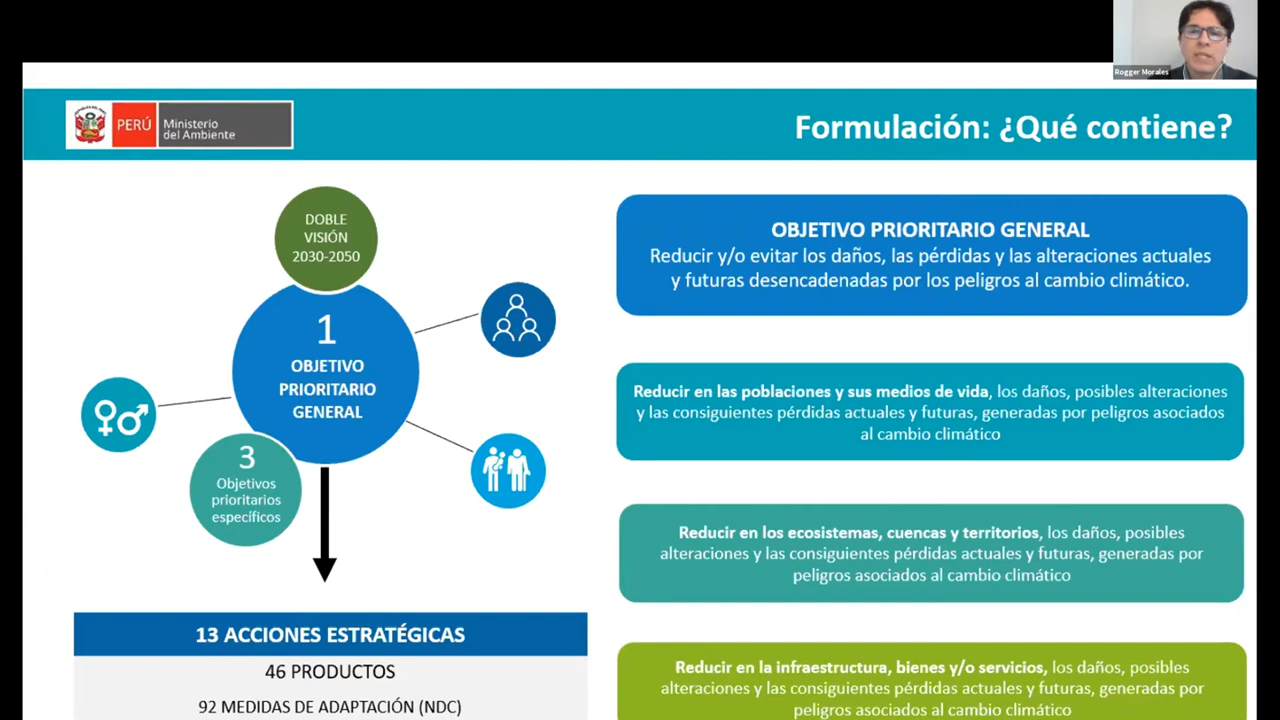 Rogger Morales
PERÚ
Ministerio
del Ambiente
Formulación: ¿Qué contiene?
DOBLE
VISIÓN
2030-2050
1
OBJETIVO
PRIORITARIO
GENERAL
3
Objetivos
prioritarios
específicos
13 ACCIONES ESTRATÉGICAS
46 PRODUCTOS
92 MEDIDAS DE ADAPTACIÓN (NDC)
OBJETIVO PRIORITARIO GENERAL
Reducir y/o evitar los daños, las pérdidas y las alteraciones actuales
y futuras desencadenadas por los peligros al cambio climático.
Reducir en las poblaciones y sus medios de vida, los daños, posibles alteraciones
y las consiguientes pérdidas actuales y futuras, generadas por peligros asociados
al cambio climático
Reducir en los ecosistemas, cuencas y territorios, los daños, posibles
alteraciones y las consiguientes pérdidas actuales y futuras, generadas por
peligros asociados al cambio climático
Reducir en la infraestructura, bienes y/o servicios, los daños, posibles
alteraciones y las consiguientes pérdidas actuales y futuras, generadas por
peligros asociados al cambio climático